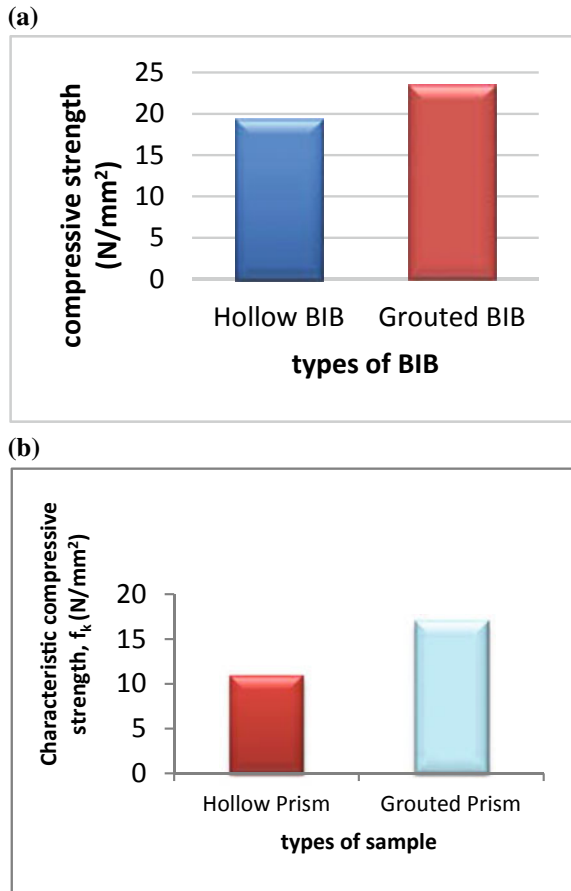 (a)
compressive strength
(N/mm²)
25
20
15
10
5
0
Hollow BIB
Grouted BIB
types of BIB
(b)
Characteristic compressive
strength, fₖ (N/mm²)
20
15
10
5
0
Hollow Prism
Grouted Prism
types of sample